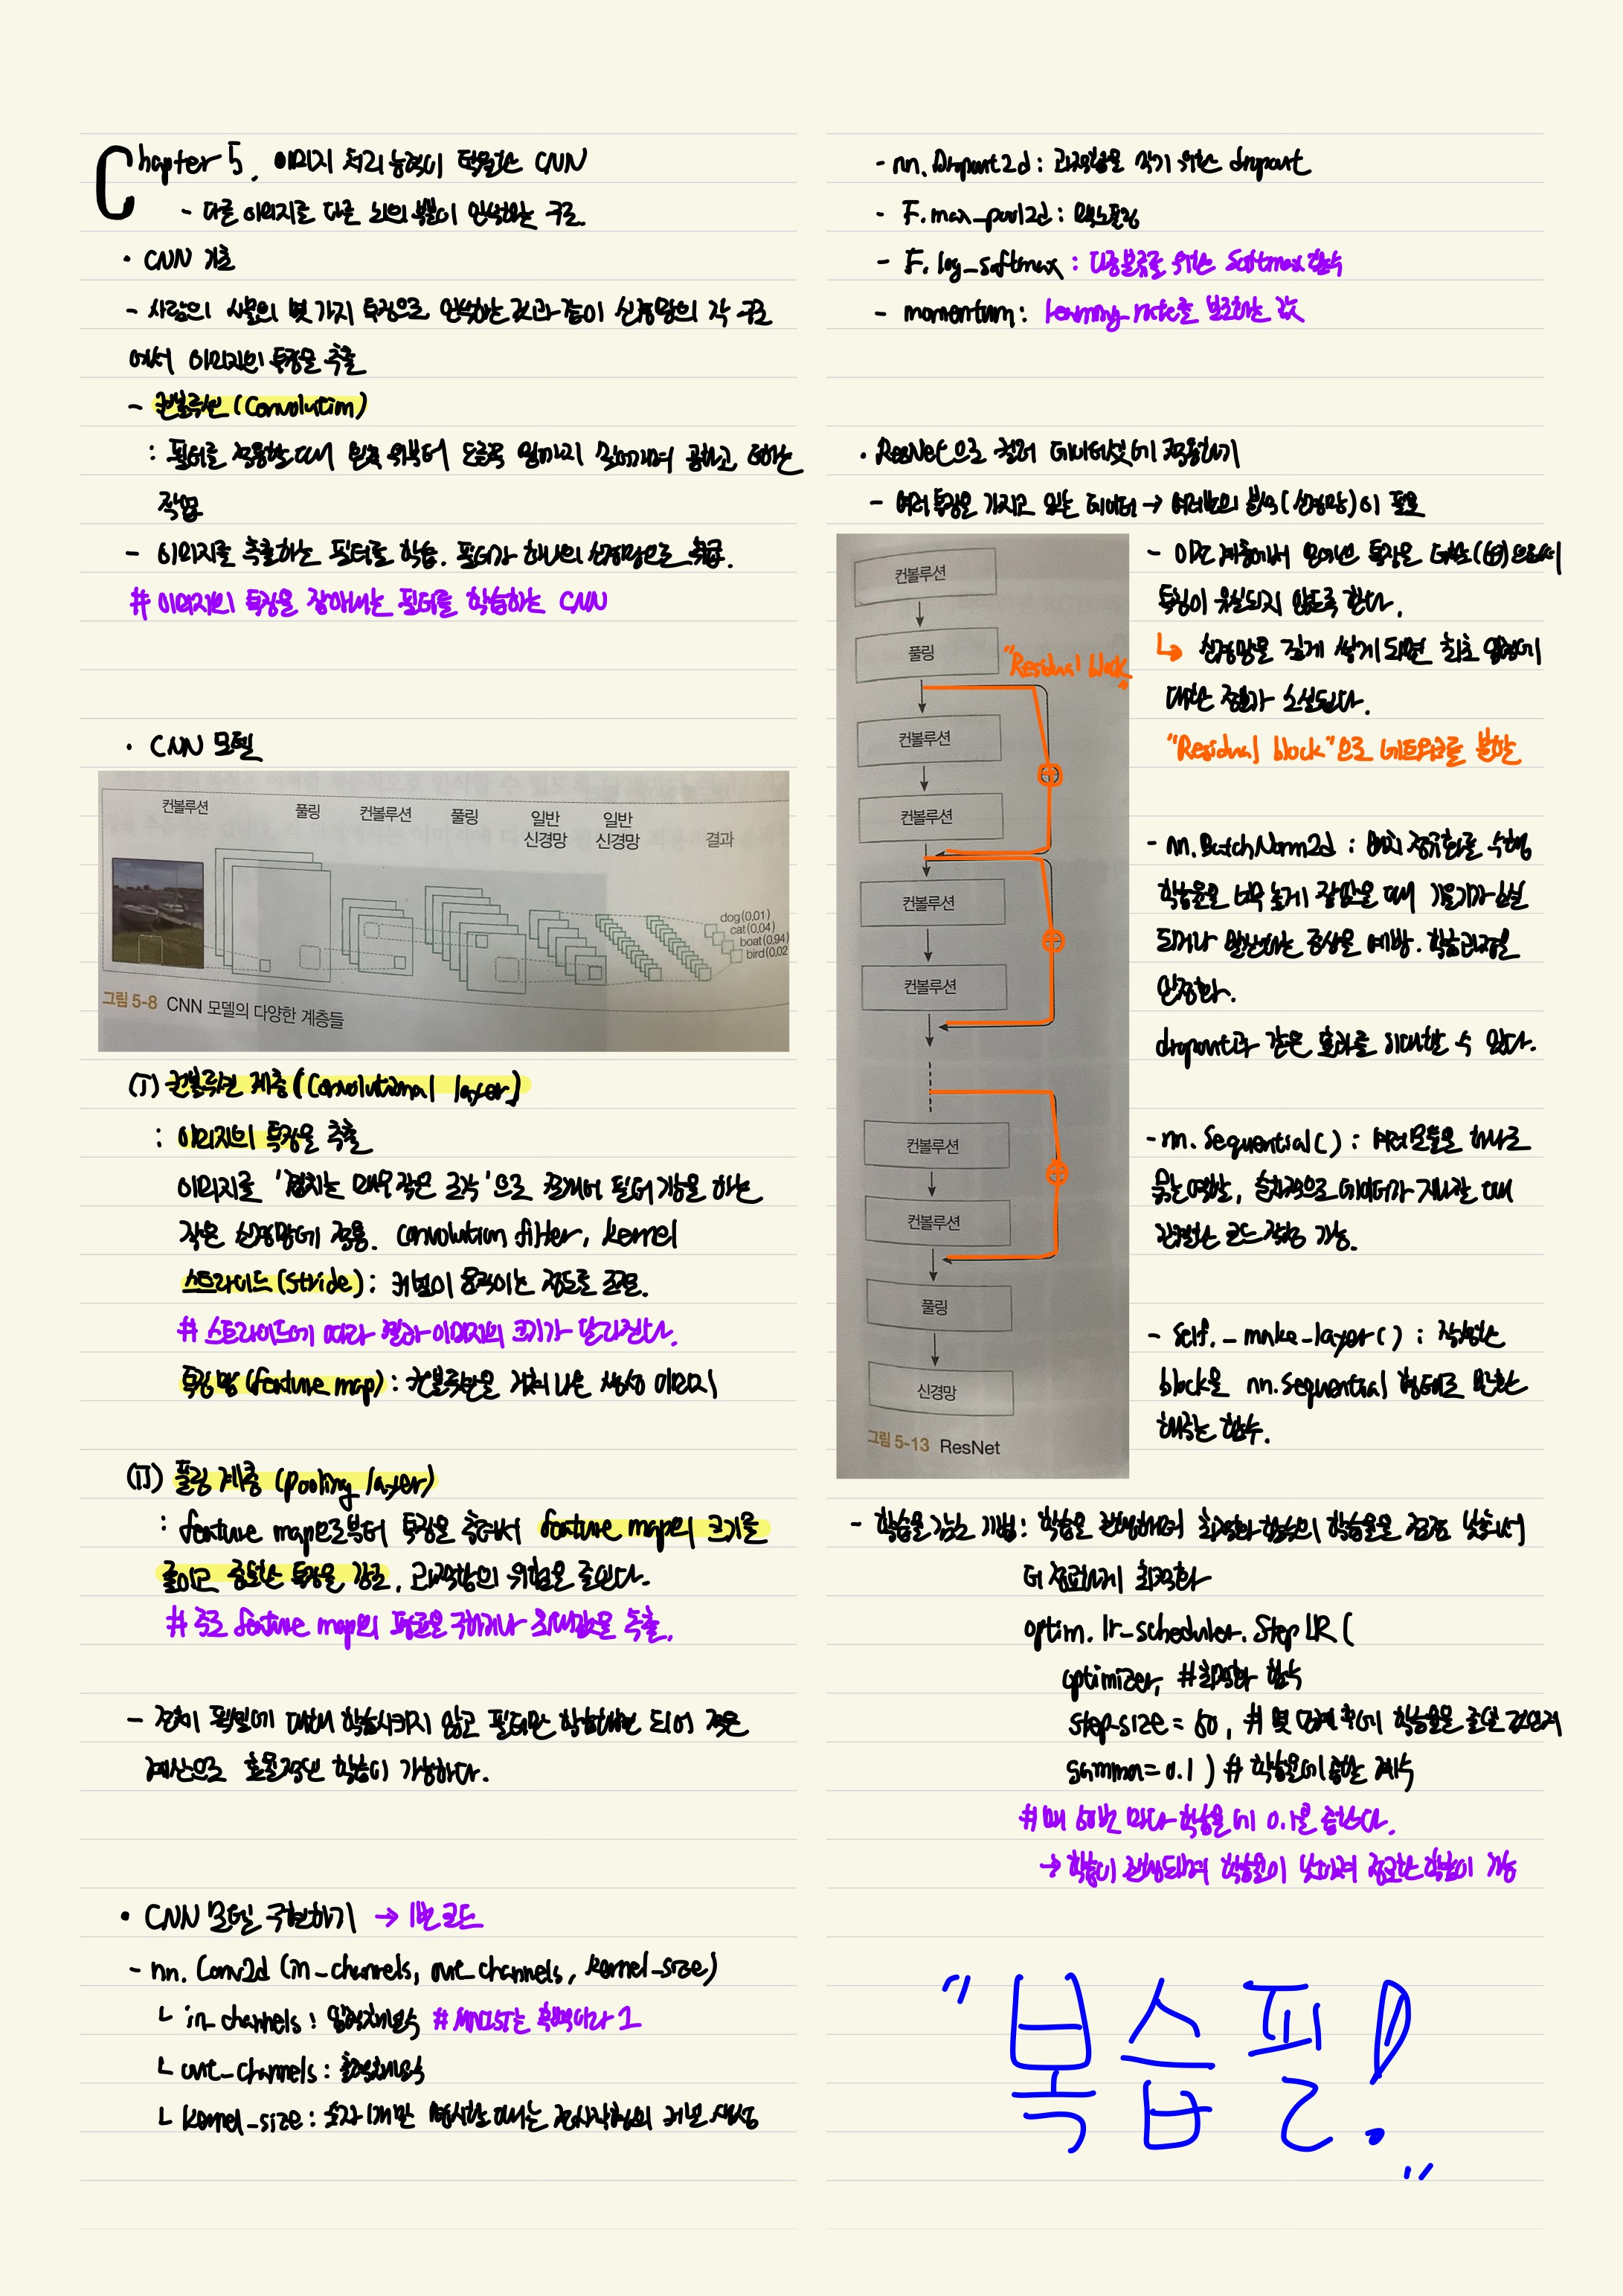 Chapter 5. 이미지 처리 능력이 탁월한 CNN
- 다른 이미지를 다른 뇌의 부분이 인식하는 구조.
• CNN 기초
- 사람의 사물의 몇 가지 특징으로 인식하는 것과 같이 신경망의 각 구조
에서 이미지의 특징을 추출
- 컨볼루션 (Convolution)
: 필터를 적용할 때 왼쪽 위부터 오른쪽 밑까지 밀어가며 곱하고, 더하는
작업
- 이미지를 추출하는 필터를 학습. 필터가 하나의 신경망으로 취급.
# 이미지의 특징을 잡아내는 필터를 학습하는 CNN
• CNN 모델
컨볼루션 풀링 컨볼루션 풀링 일반 신경망 일반 신경망 결과
dog(0.01)
cat(0.04)
boat(0.94)
bird(0.02
그림 5-8 CNN 모델의 다양한 계층들
(I) 컨볼루션 계층 (Convolutional layer)
: 이미지의 특징을 추출
이미지를 '겹치는 매우 작은 조각'으로 쪼개어 필터 기능을 하는
작은 신경망에 적용. convolution filter, kernel
스트라이드 (stride) : 커널이 움직이는 정도를 조절.
# 스트라이드에 따라 결과 이미지의 크기가 달라진다.
특징 맵 (feature map) : 컨볼루션을 거쳐 나온 생성 이미지
(II) 풀링 계층 (pooling layer)
: feature map으로부터 특징을 추려서 feature map의 크기를
줄이고 중요한 특징을 강조, 과적합의 위험을 줄인다.
# 주로 feature map의 평균을 구하거나 최대값을 추출.
- 전체 픽셀에 대해 학습시키지 않고 필터만 학습해도 되어 적은
계산으로 효율적인 학습이 가능하다.
• CNN 모델 구현하기 → 1번 코드
- nn. Conv2d (in_channels, out_channels, kernel_size)
└ in_channels : 입력채널수 # MNIST는 흑백이라 1
└ out_channels : 출력채널수
└ kernel_size : 숫자 1개만 명시할 때는 정사각형의 커널 생성
- nn. Dropout2d : 과적합을 막기 위한 dropout
- F. max_pool2d : 맥스풀링
- F. log_softmax : 다중분류를 위한 Softmax 함수
- momentum : learning_rate를 보조하는 값
• ResNet으로 컬러 데이터셋에 적용하기
- 여러 특징을 가지고 있는 데이터 → 여러번의 분석(신경망)이 필요
컨볼루션
풀링
"Residual block"
컨볼루션
컨볼루션
컨볼루션
컨볼루션
컨볼루션
컨볼루션
풀링
신경망
그림 5-13 ResNet
- 이전 계층에서 얻어낸 특징을 더해줌(⊕)으로써
특징이 유실되지 않도록 한다.
↳ 신경망을 깊게 쌓게 되면 최초 입력에
대한 정보가 소실된다.
"Residual block"으로 네트워크를 분할
- nn. BatchNorm2d : 배치 정규화를 수행
학습률을 너무 높게 잡았을 때 기울기가 소실
되거나 발산하는 증상을 예방. 학습과정을
안정화.
dropout과 같은 효과를 기대할 수 있다.
- nn. Sequential( ) : 여러 모듈을 하나로
묶는 역할, 순차적으로 데이터가 지나갈 때
간결한 코드 작성 가능.
- self. _make_layer( ) : 작성한
block을 nn.Sequential 형태로 변환
해주는 함수.
- 학습률 감소 기법 : 학습을 진행하며 최적화 함수의 학습률을 점점 낮춰서
더 정교하게 최적화
optim. lr_scheduler. StepLR (
optimizer, # 최적화 함수
step_size = 50, # 몇 단계 후에 학습률을 줄일 것인지
gamma = 0.1 ) # 학습률에 곱할 계수
# 매 50번 마다 학습률에 0.1을 곱한다.
→ 학습이 진행되며 학습률이 낮아져 정교한 학습이 가능
"복습 필!"